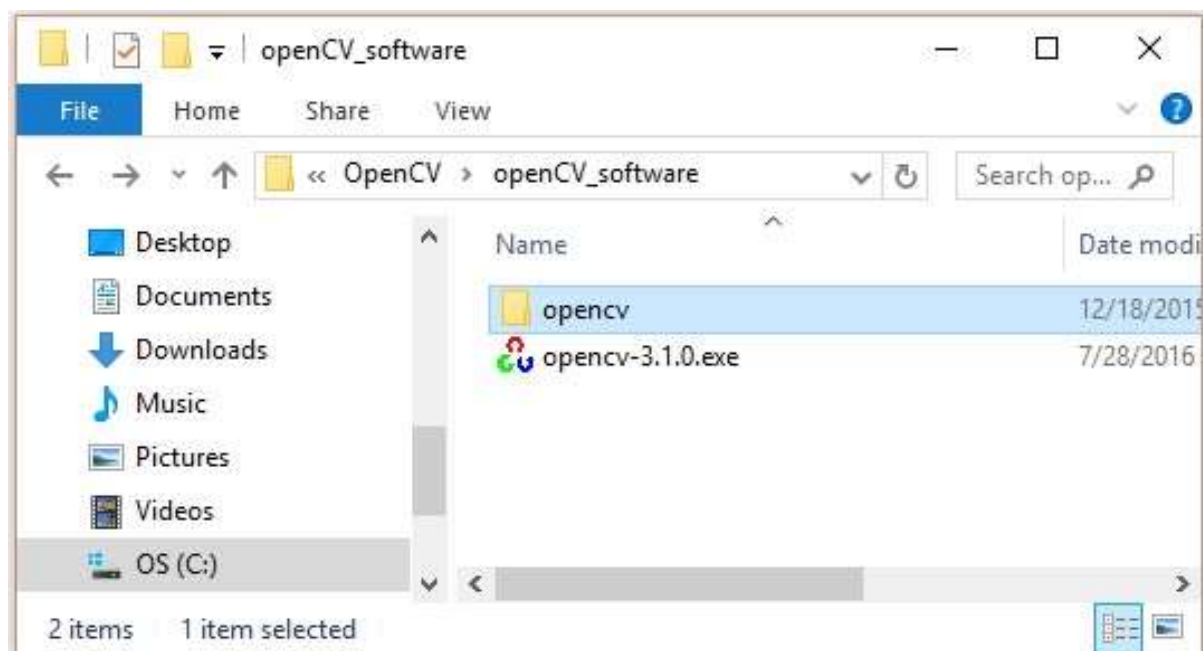 openCV_software
File Home Share View
« OpenCV > openCV_software Search op...
Desktop
Documents
Downloads
Music
Pictures
Videos
OS (C:)
Name Date modi
opencv 12/18/2015
opencv-3.1.0.exe 7/28/2016
2 items 1 item selected